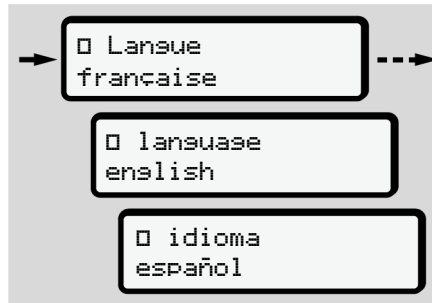 □ Langue
française
□ language
english
□ idioma
español